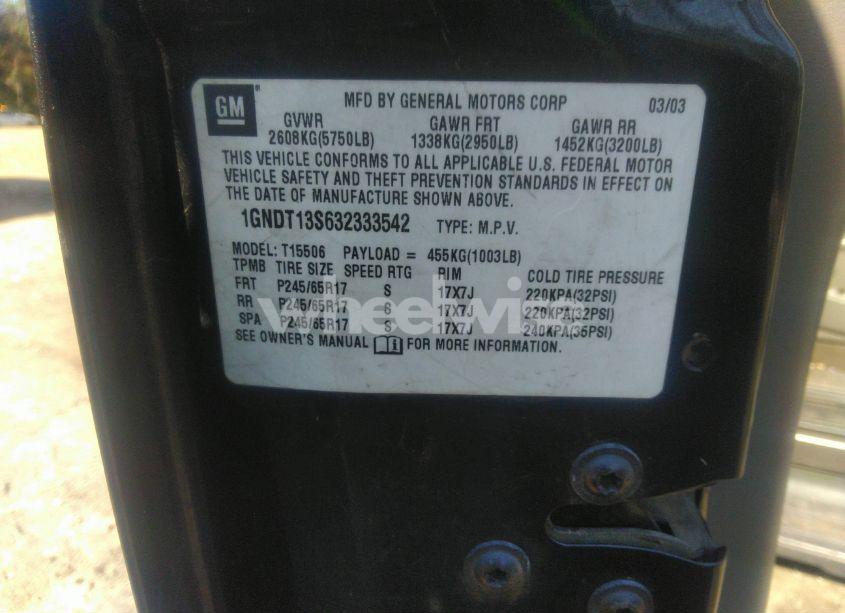 GM
MFD BY GENERAL MOTORS CORP 03/03
GVWR GAWR FRT GAWR RR
2608KG(5750LB) 1338KG(2950LB) 1452KG(3200LB)
THIS VEHICLE CONFORMS TO ALL APPLICABLE U.S. FEDERAL MOTOR
VEHICLE SAFETY AND THEFT PREVENTION STANDARDS IN EFFECT ON
THE DATE OF MANUFACTURE SHOWN ABOVE.
1GNDT13S632333542 TYPE: M.P.V.
MODEL: T15506 PAYLOAD = 455KG(1003LB)
TPMB TIRE SIZE SPEED RTG RIM COLD TIRE PRESSURE
FRT P245/65R17 S 17X7J 220KPA(32PSI)
RR P245/65R17 S 17X7J 220KPA(32PSI)
SPA P245/65R17 S 17X7J 240KPA(35PSI)
SEE OWNER'S MANUAL FOR MORE INFORMATION.